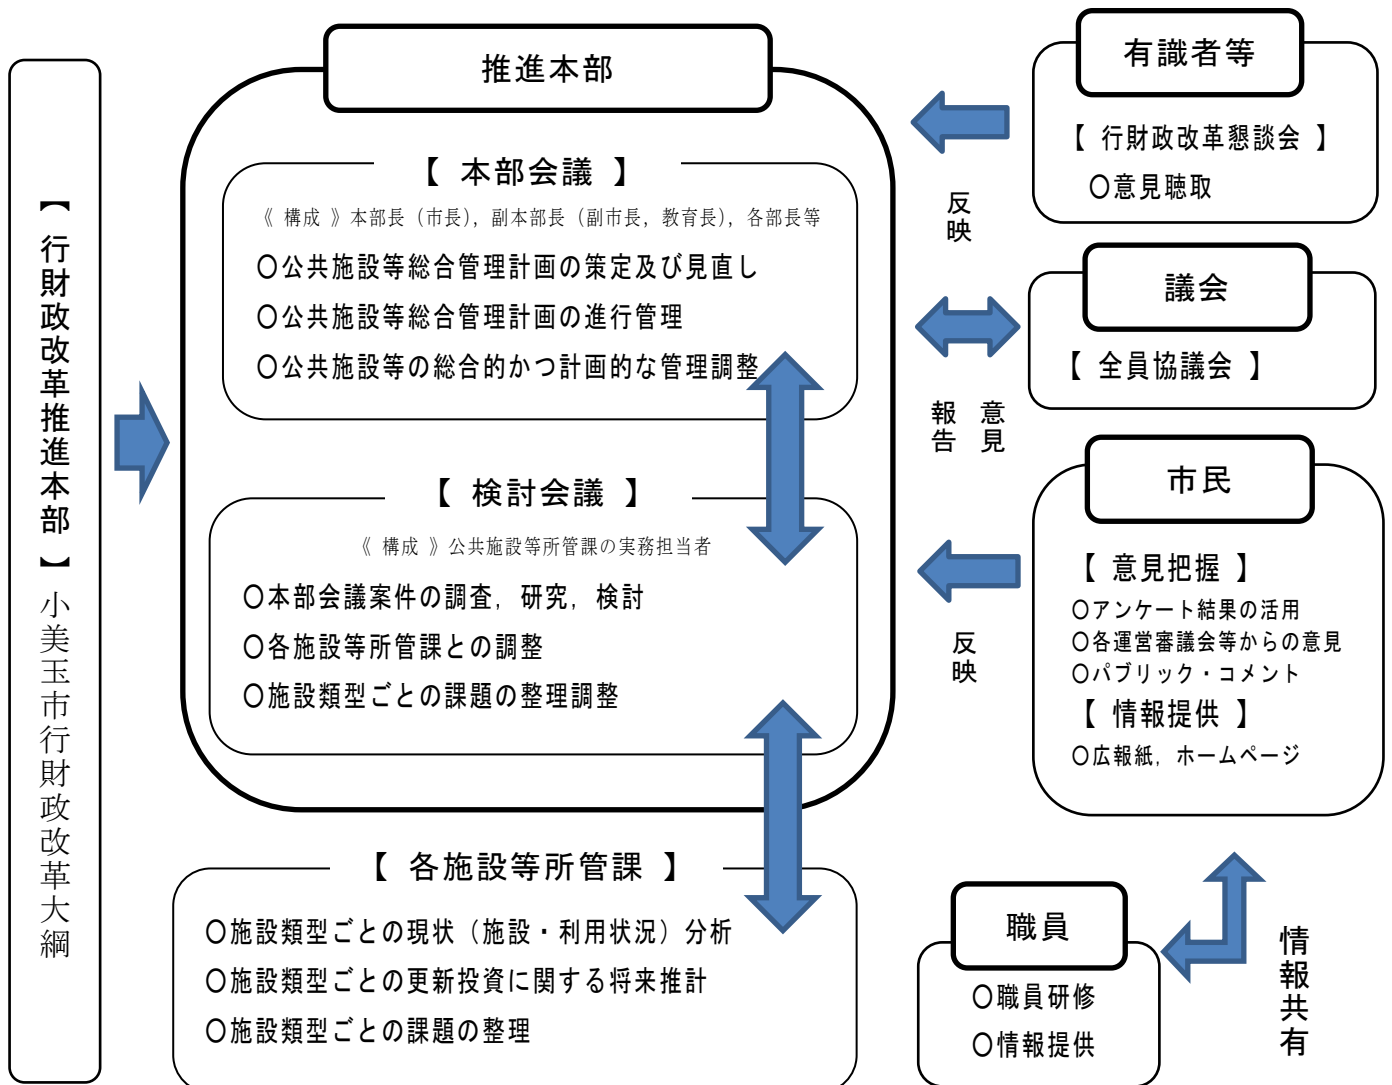 【 行財政改革推進本部 】小美玉市行財政改革大綱
推進本部
【 本部会議 】
《 構成 》本部長（市長），副本部長（副市長，教育長），各部長等
〇公共施設等総合管理計画の策定及び見直し
〇公共施設等総合管理計画の進行管理
〇公共施設等の総合的かつ計画的な管理調整
【 検討会議 】
《 構成 》公共施設等所管課の実務担当者
〇本部会議案件の調査，研究，検討
〇各施設等所管課との調整
〇施設類型ごとの課題の整理調整
【 各施設等所管課 】
〇施設類型ごとの現状（施設・利用状況）分析
〇施設類型ごとの更新投資に関する将来推計
〇施設類型ごとの課題の整理
有識者等
【 行財政改革懇談会 】
〇意見聴取
反映
議会
【 全員協議会 】
報告
意見
市民
【 意見把握 】
〇アンケート結果の活用
〇各運営審議会等からの意見
〇パブリック・コメント
【 情報提供 】
〇広報紙，ホームページ
反映
職員
〇職員研修
〇情報提供
情報共有